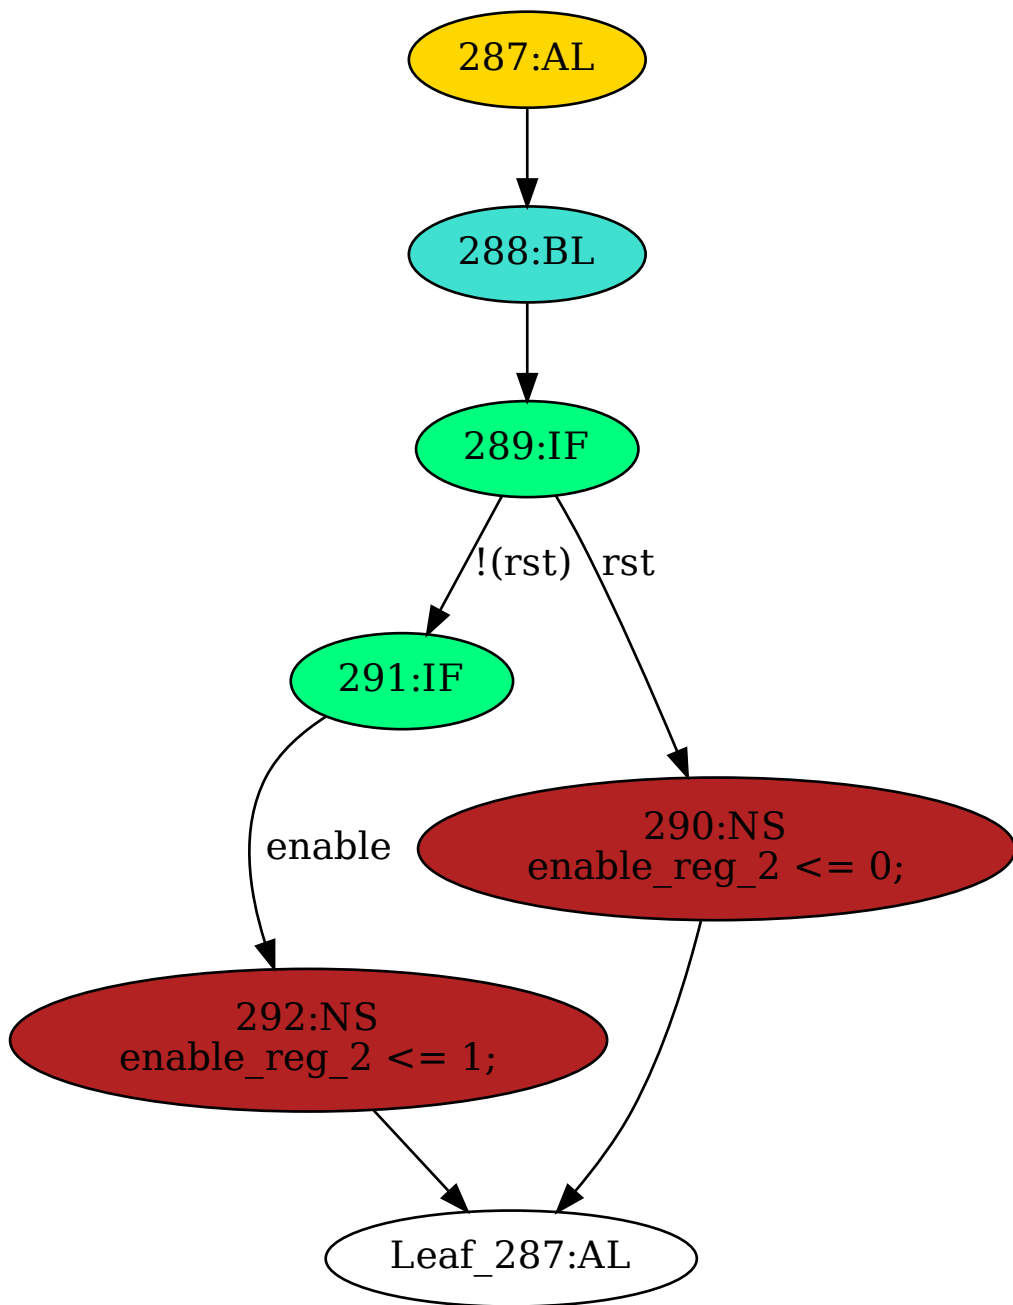 287:AL
288:BL
289:IF
!(rst)
rst
291:IF
290:NS
enable_reg_2 <= 0;
enable
292:NS
enable_reg_2 <= 1;
Leaf_287:AL